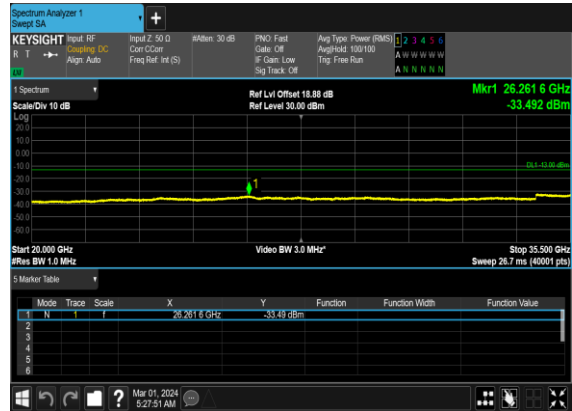 Spectrum Analyzer 1
Swept SA
+
KEYSIGHT Input: RF Input Z: 50 Ω #Atten: 30 dB PNO: Fast Avg Type: Power (RMS) 1 2 3 4 5 6
R T Coupling: DC Corr CCorr Gate: Off Avg|Hold: 100/100 A W W W W W
Align: Auto Freq Ref: Int (S) IF Gain: Low Trig: Free Run
Sig Track: Off A N N N N N
1 Spectrum Ref Lvl Offset 18.88 dB Mkr1 26.261 6 GHz
Scale/Div 10 dB Ref Level 30.00 dBm -33.492 dBm
Log
20.0
10.0
0.00
-10.0
DL1 -13.00 dBm
-20.0
1
-30.0
-40.0
-50.0
-60.0
Start 20.000 GHz Video BW 3.0 MHz* Stop 35.500 GHz
#Res BW 1.0 MHz Sweep 26.7 ms (40001 pts)
5 Marker Table
Mode Trace Scale X Y Function Function Width Function Value
1 N 1 f 26.261 6 GHz -33.49 dBm
2
3
4
5
6
? Mar 01, 2024
5:27:51 AM